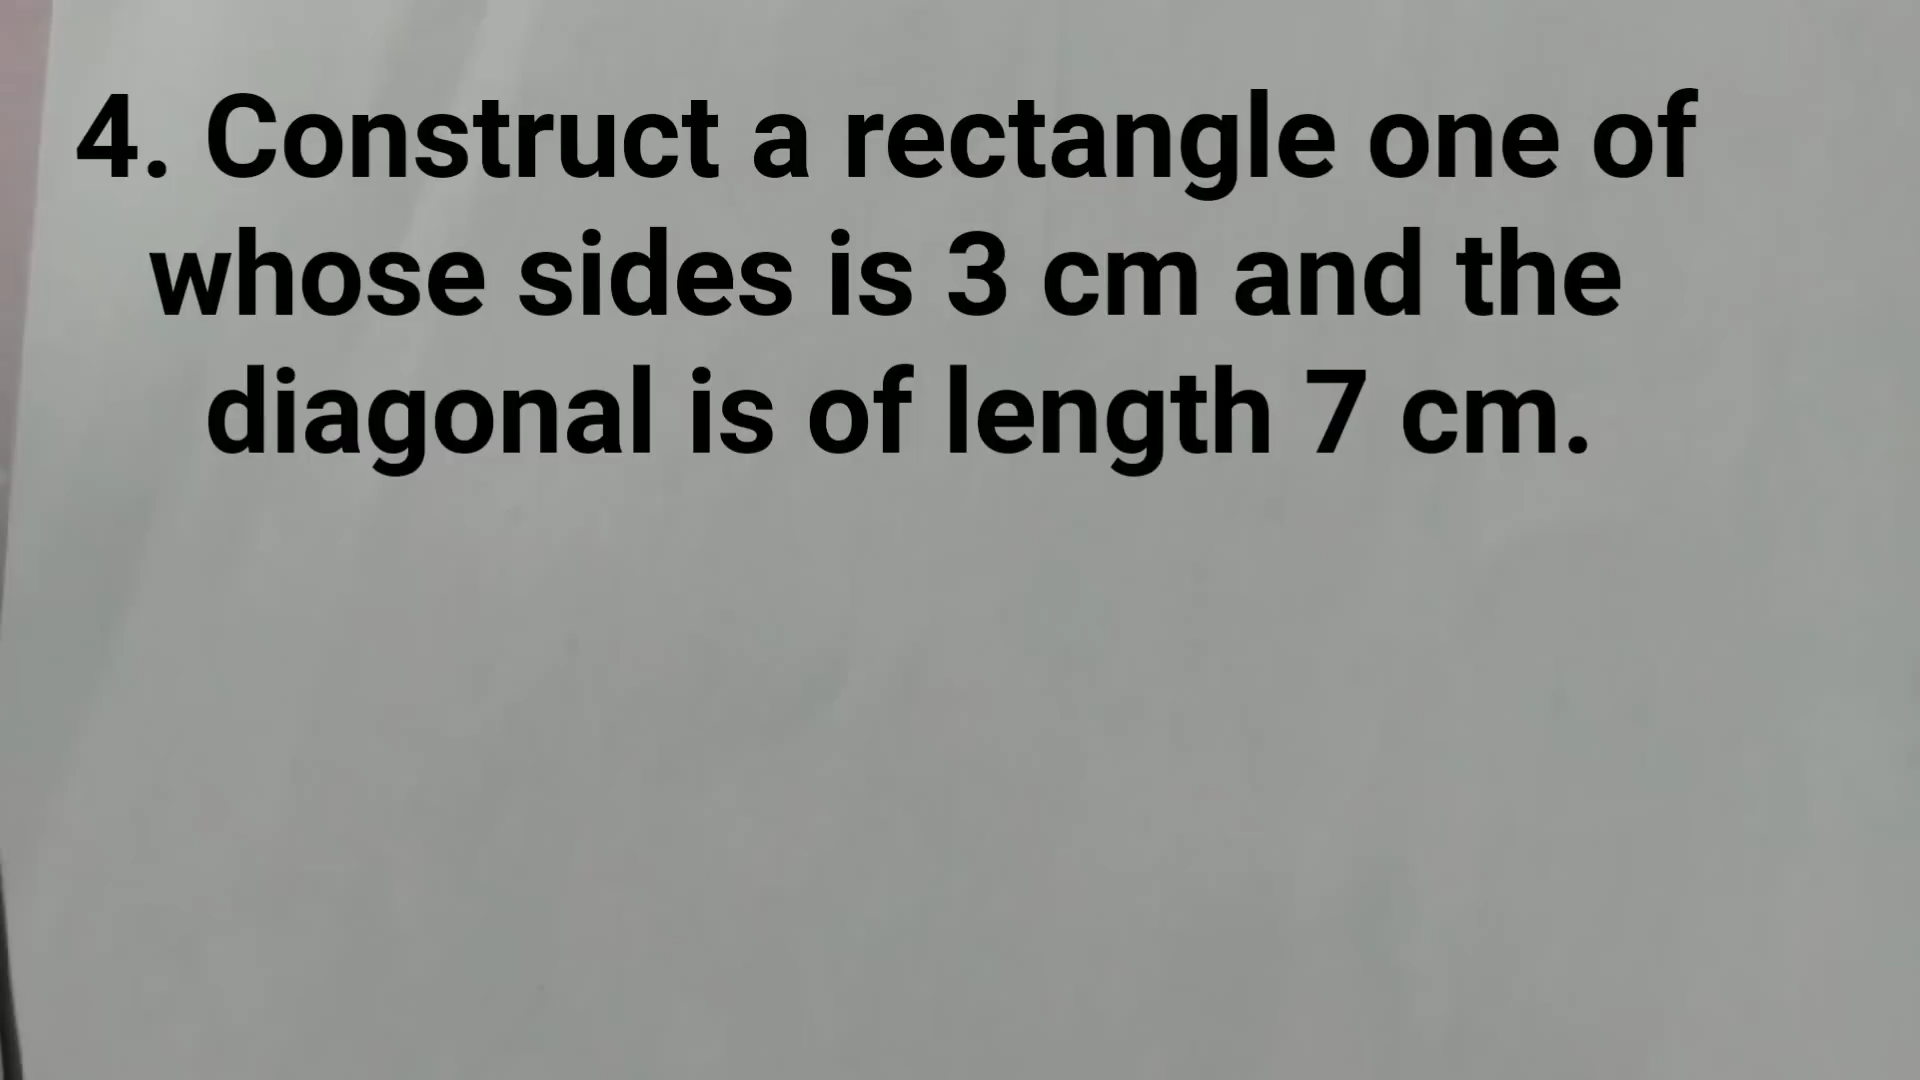 4. Construct a rectangle one of
whose sides is 3 cm and the
diagonal is of length 7 cm.